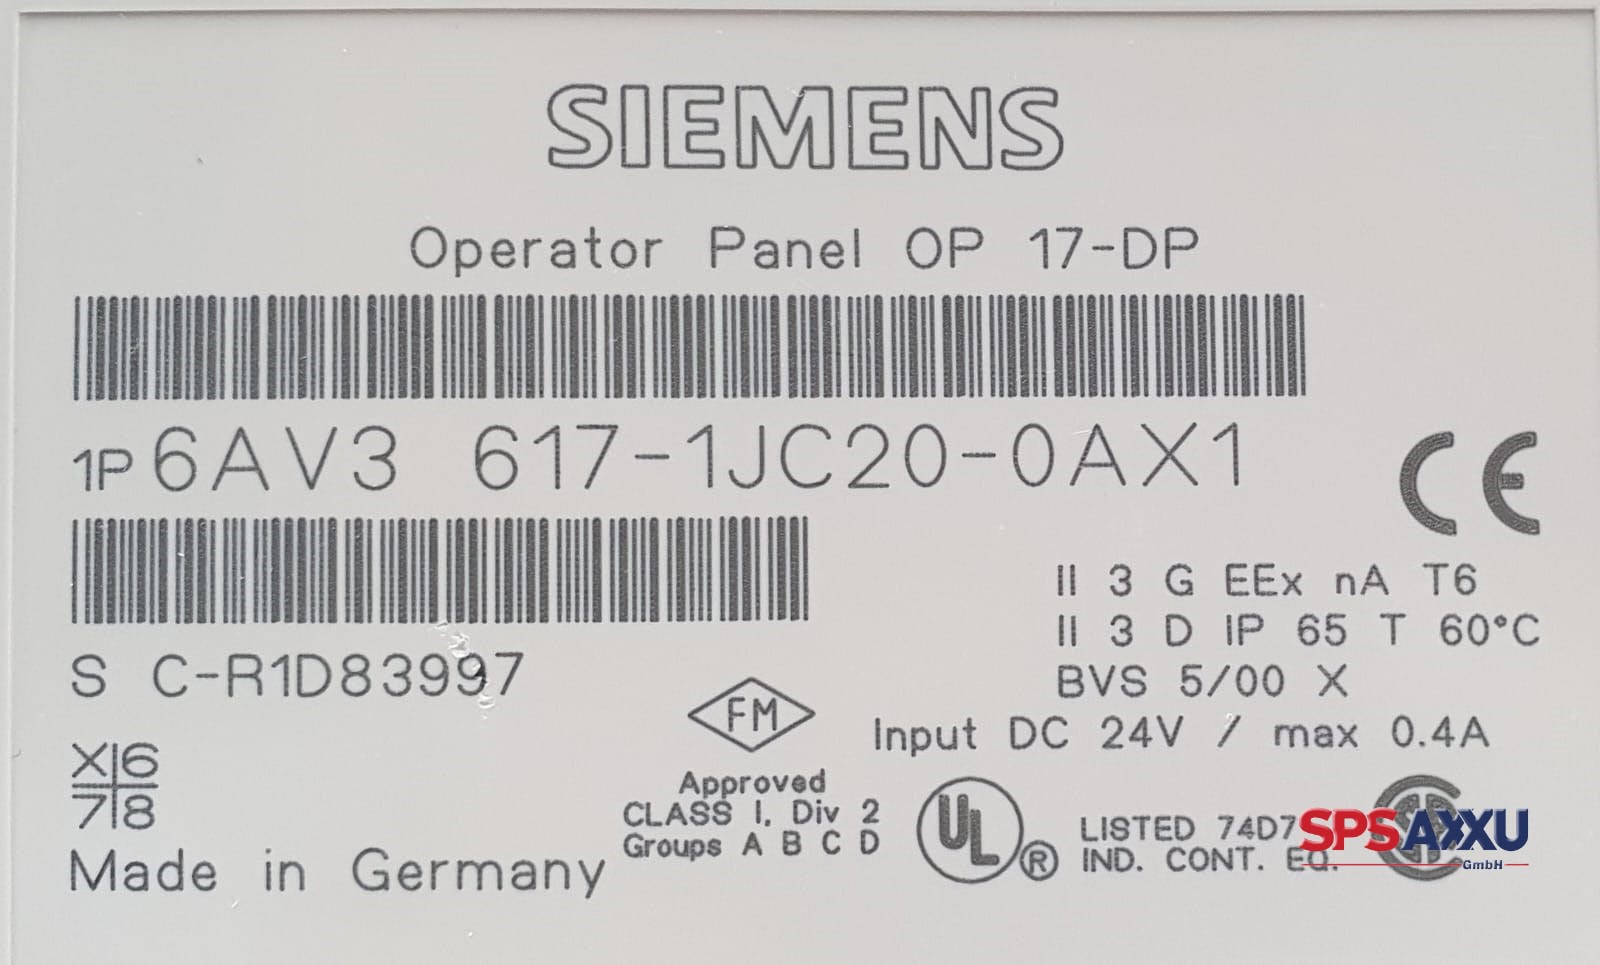 SIEMENS
Operator Panel OP 17-DP
1P 6AV3 617-1JC20-0AX1
CE
S C-R1D83997
II 3 G EEx nA T6
II 3 D IP 65 T 60°C
BVS 5/00 X
Input DC 24V / max 0.4A
X 6
7 8
Made in Germany
FM
Approved
CLASS I, Div 2
Groups A B C D
UL ®
LISTED
IND. CONT. EQ.
SPSAXXU
GmbH